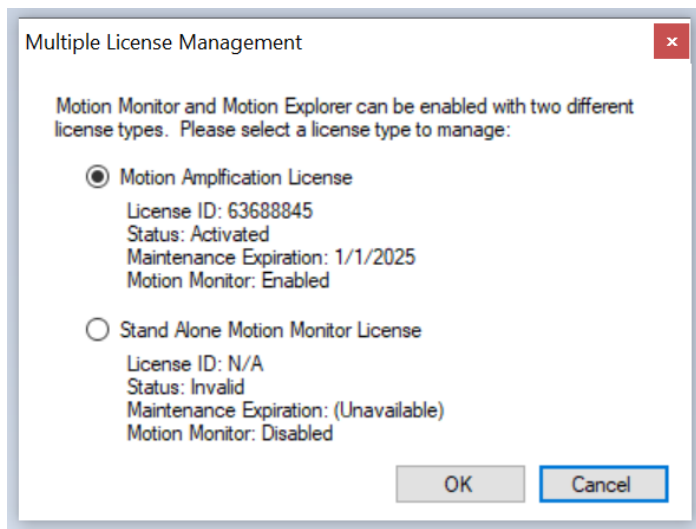 Multiple License Management
x
Motion Monitor and Motion Explorer can be enabled with two different
license types.  Please select a license type to manage:
Motion Amplfication License
License ID: 63688845
Status: Activated
Maintenance Expiration: 1/1/2025
Motion Monitor: Enabled
Stand Alone Motion Monitor License
License ID: N/A
Status: Invalid
Maintenance Expiration: (Unavailable)
Motion Monitor: Disabled
OK Cancel